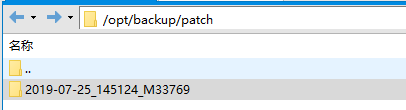 /opt/backup/patch
名称
..
2019-07-25_145124_M33769